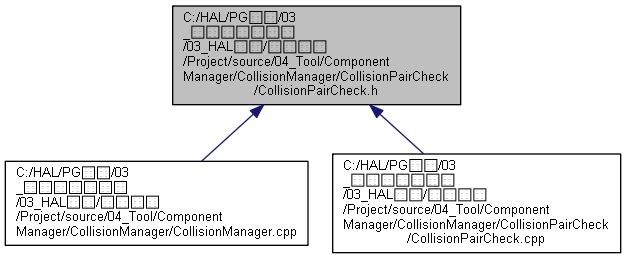 C:/HAL/PG□□/03
_□□□□□□□
/03_HAL□□/□□□□
/Project/source/04_Tool/Component
Manager/CollisionManager/CollisionPairCheck
/CollisionPairCheck.h
C:/HAL/PG□□/03
_□□□□□□□
/03_HAL□□/□□□□
/Project/source/04_Tool/Component
Manager/CollisionManager/CollisionManager.cpp
C:/HAL/PG□□/03
_□□□□□□□
/03_HAL□□/□□□□
/Project/source/04_Tool/Component
Manager/CollisionManager/CollisionPairCheck
/CollisionPairCheck.cpp